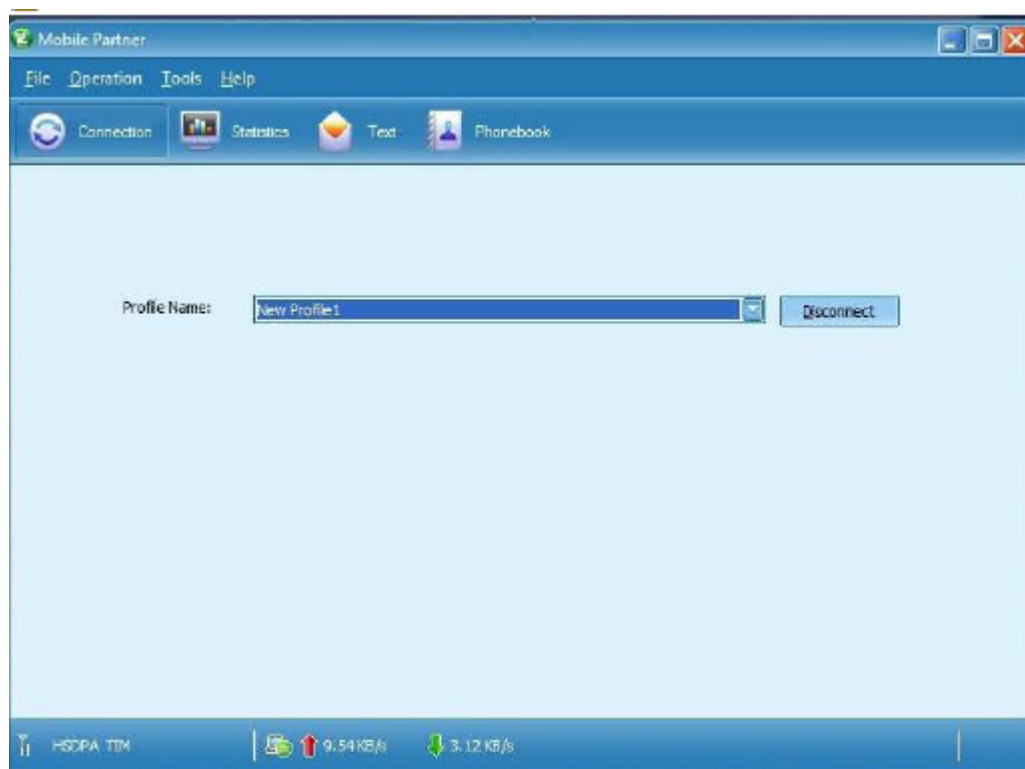 Mobile Partner
File Operation Tools Help
Connection Statistics Text Phonebook
Profile Name: New Profile1 Disconnect
HSDPA TIM 9.54 KB/s 3.12 KB/s